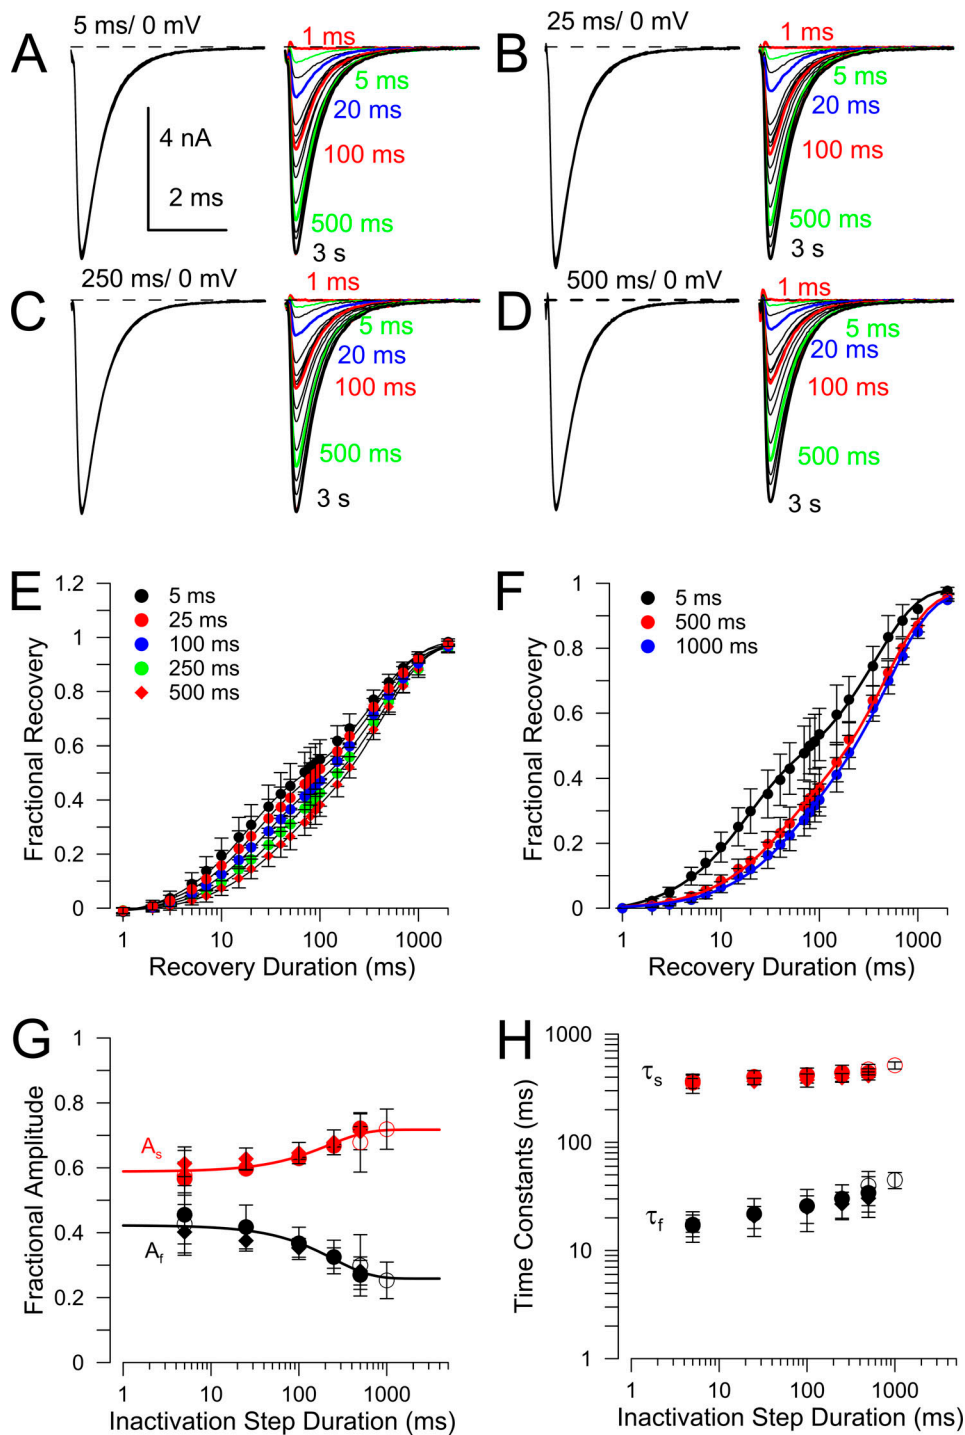 A
5 ms/ 0 mV
1 ms
5 ms
20 ms
100 ms
500 ms
3 s
4 nA
2 ms
B
25 ms/ 0 mV
1 ms
5 ms
20 ms
100 ms
500 ms
3 s
C
250 ms/ 0 mV
1 ms
5 ms
20 ms
100 ms
500 ms
3 s
D
500 ms/ 0 mV
1 ms
5 ms
20 ms
100 ms
500 ms
3 s
E
Fractional Recovery
1.2
1
0.8
0.6
0.4
0.2
0
5 ms
25 ms
100 ms
250 ms
500 ms
1 10 100 1000
Recovery Duration (ms)
F
Fractional Recovery
1
0.8
0.6
0.4
0.2
0
5 ms
500 ms
1000 ms
1 10 100 1000
Recovery Duration (ms)
G
Fractional Amplitude
1
0.8
0.6
0.4
0.2
0
As
Af
1 10 100 1000
Inactivation Step Duration (ms)
H
Time Constants (ms)
1000
100
10
1
τs
τf
1 10 100 1000
Inactivation Step Duration (ms)